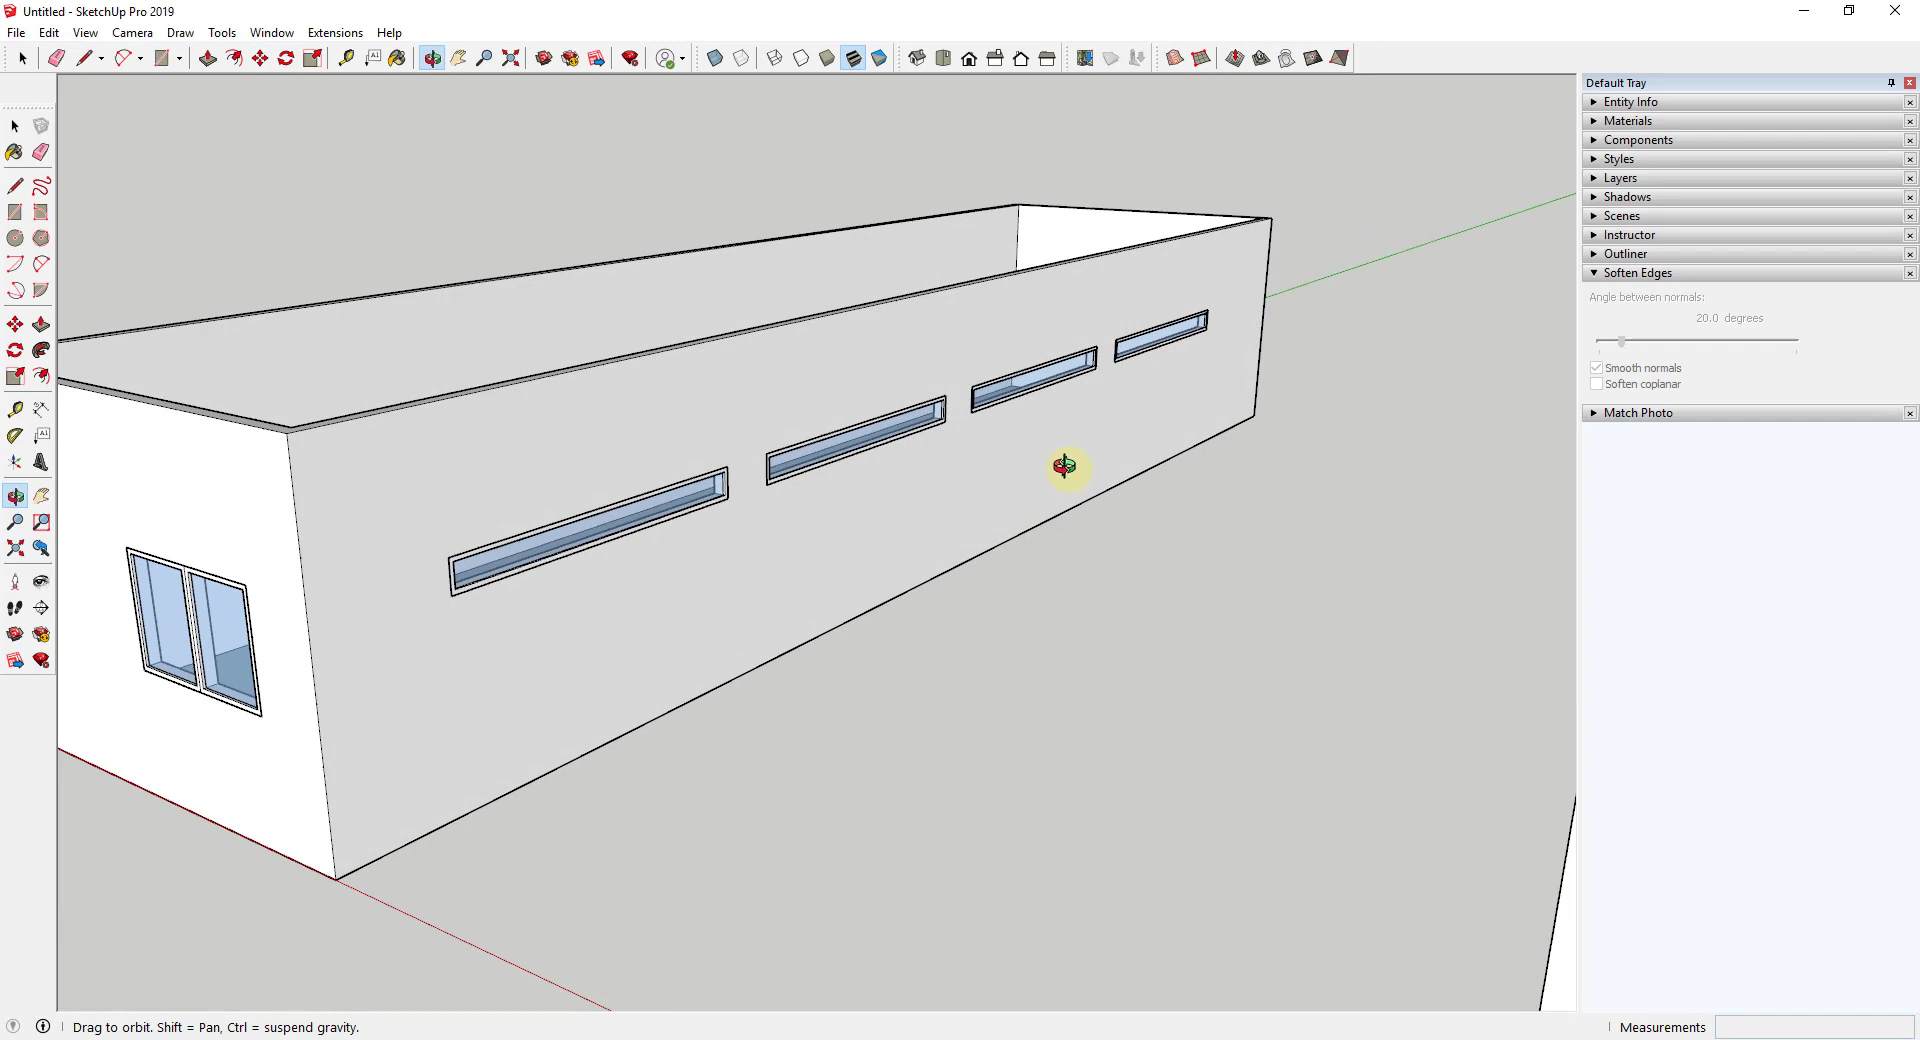 Untitled - SketchUp Pro 2019
File Edit View Camera Draw Tools Window Extensions Help
A1
Default Tray
Entity Info
Materials
Components
Styles
Layers
Shadows
Scenes
Instructor
Outliner
Soften Edges
Angle between normals:
20.0 degrees
Smooth normals
Soften coplanar
Match Photo
A1
Drag to orbit. Shift = Pan, Ctrl = suspend gravity.
Measurements